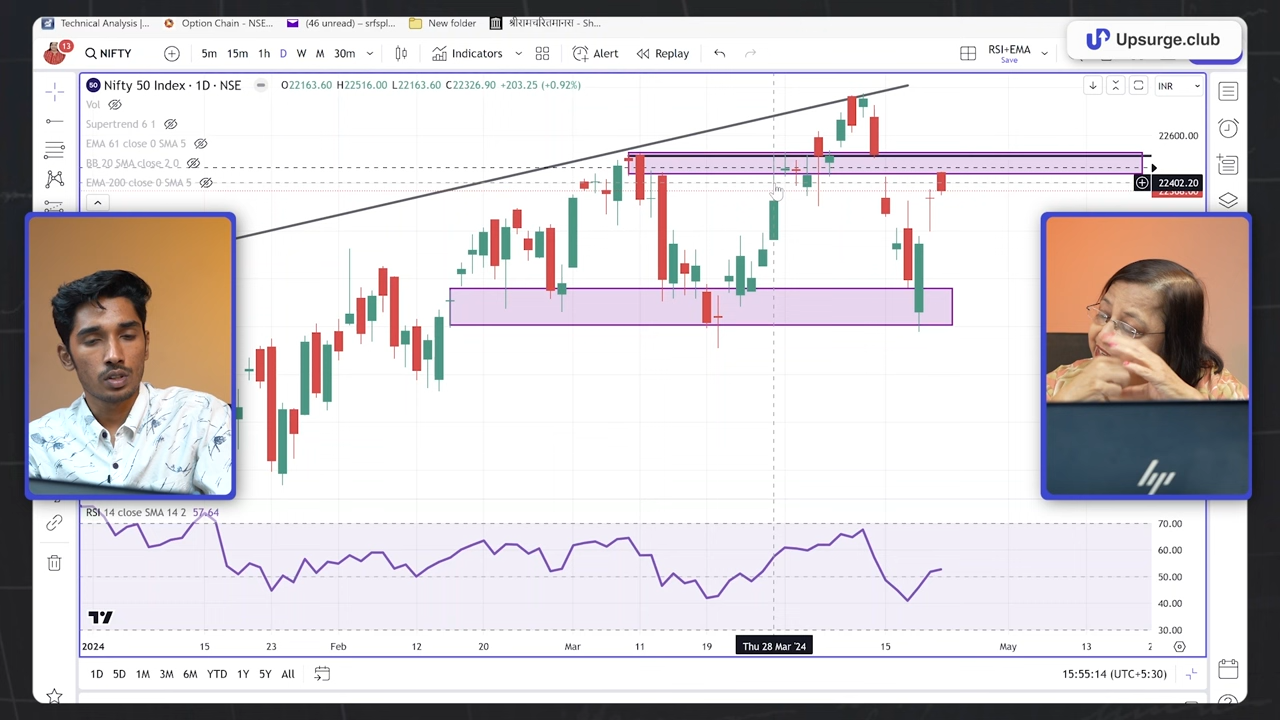 Technical Analysis |...
Option Chain - NSE...
(46 unread) – srfspl...
New folder
श्रीरामचरितमानस - Sh...
Upsurge.club
13
NIFTY
5m 15m 1h D W M 30m
Indicators
Alert
Replay
RSI+EMA
Save
50
Nifty 50 Index · 1D · NSE
O22163.60 H22516.00 L22163.60 C22326.90 +203.25 (+0.92%)
INR
Vol
Supertrend 6 1
EMA 61 close 0 SMA 5
BB 20 SMA close 2 0
EMA 200 close 0 SMA 5
22600.00
22402.20
hp
RSI 14 close SMA 14 2 57.64
70.00
60.00
50.00
40.00
30.00
2024 15 23 Feb 12 20 Mar 11 19 Thu 28 Mar '24 15 May 13 2
1D 5D 1M 3M 6M YTD 1Y 5Y All
15:55:14 (UTC+5:30)